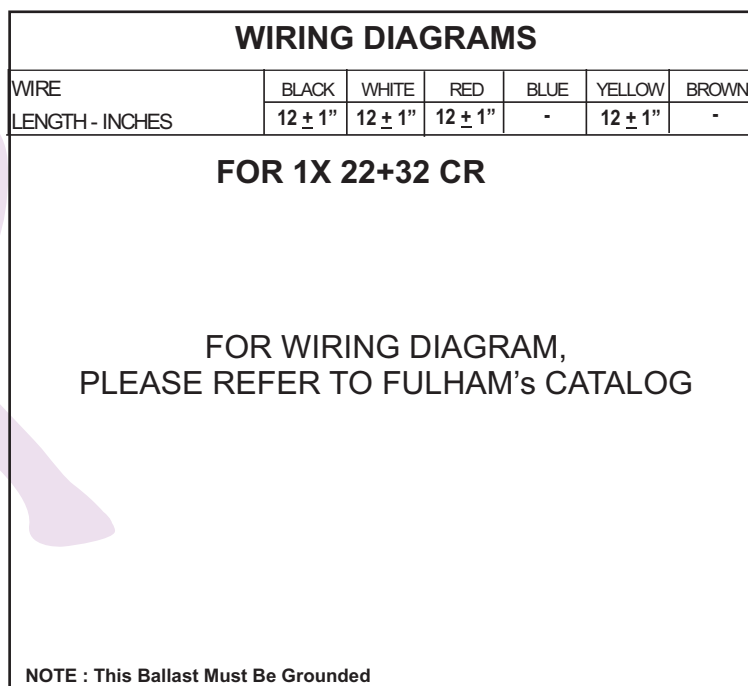 WIRING DIAGRAMS
WIRE BLACK WHITE RED BLUE YELLOW BROWN
LENGTH - INCHES 12 ± 1” 12 ± 1” 12 ± 1” - 12 ± 1” -
FOR 1X 22+32 CR
FOR WIRING DIAGRAM,
PLEASE REFER TO FULHAM’s CATALOG
NOTE : This Ballast Must Be Grounded